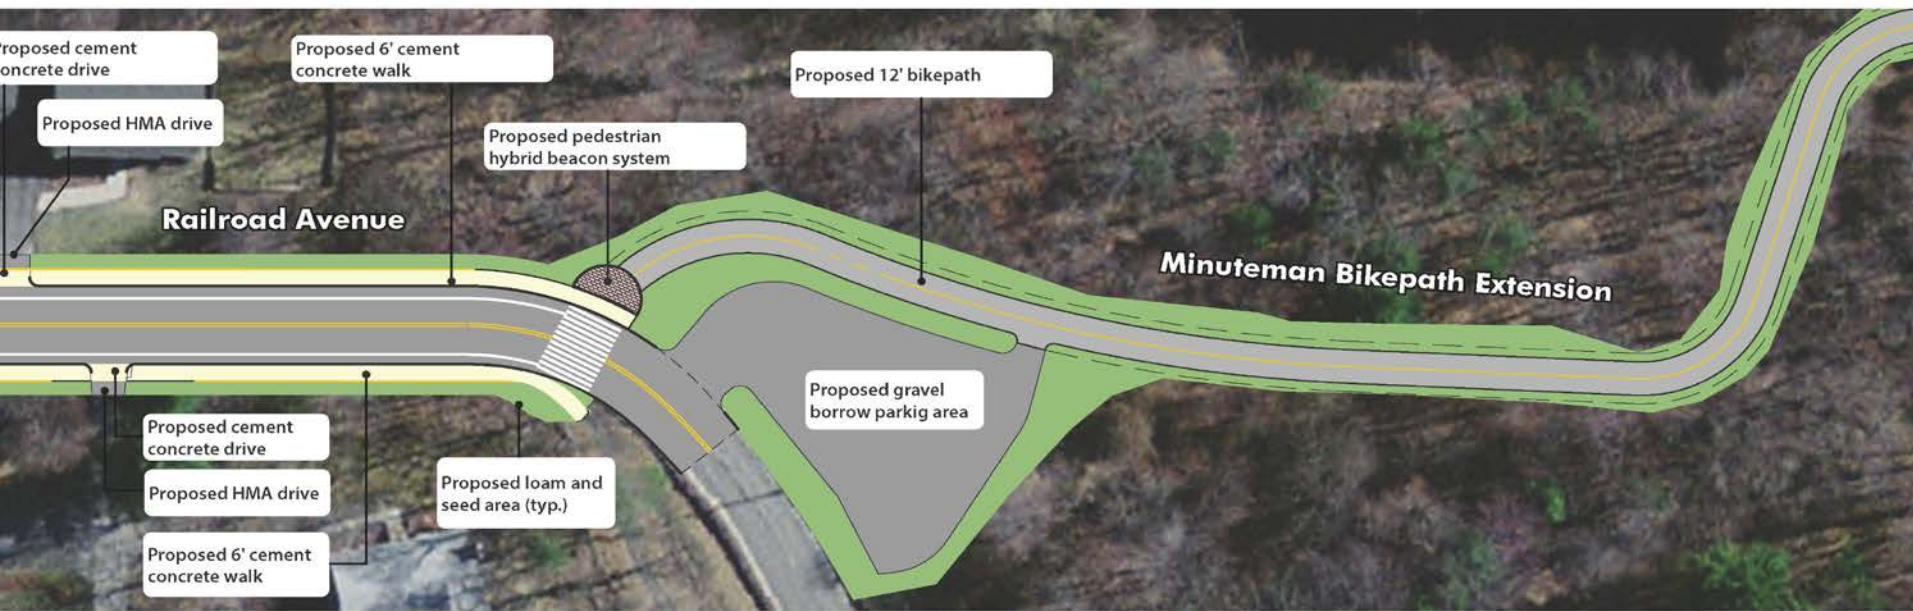 Proposed cement
concrete drive
Proposed 6' cement
concrete walk
Proposed 12' bikepath
Proposed HMA drive
Proposed pedestrian
hybrid beacon system
Railroad Avenue
Minuteman Bikepath Extension
Proposed gravel
borrow parkig area
Proposed cement
concrete drive
Proposed HMA drive
Proposed loam and
seed area (typ.)
Proposed 6' cement
concrete walk